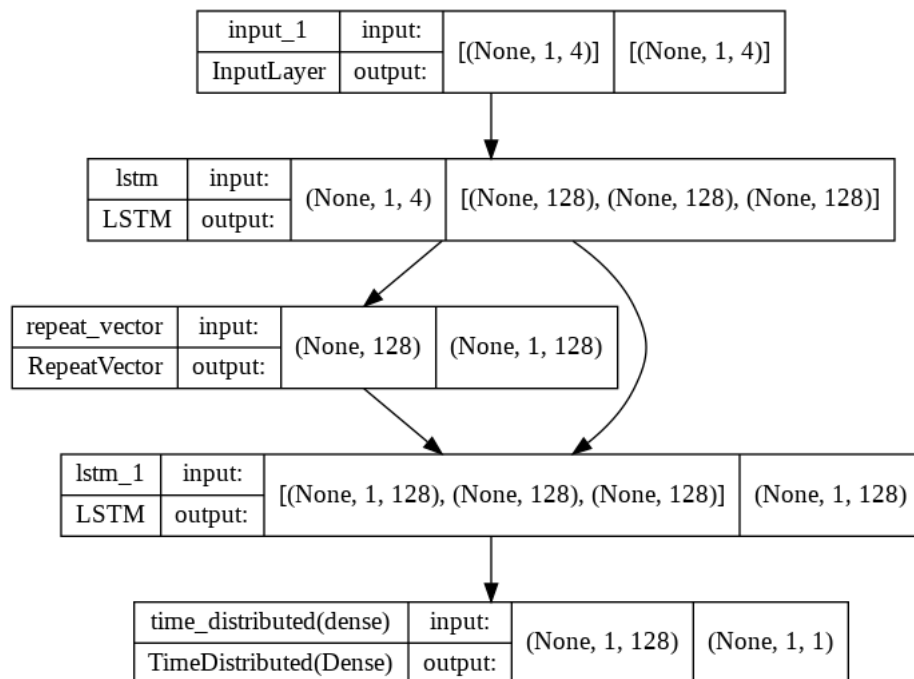 input_1
input:
[(None, 1, 4)]
[(None, 1, 4)]
InputLayer
output:
lstm
input:
(None, 1, 4)
[(None, 128), (None, 128), (None, 128)]
LSTM
output:
repeat_vector
input:
(None, 128)
(None, 1, 128)
RepeatVector
output:
lstm_1
input:
[(None, 1, 128), (None, 128), (None, 128)]
(None, 1, 128)
LSTM
output:
time_distributed(dense)
input:
(None, 1, 128)
(None, 1, 1)
TimeDistributed(Dense)
output: